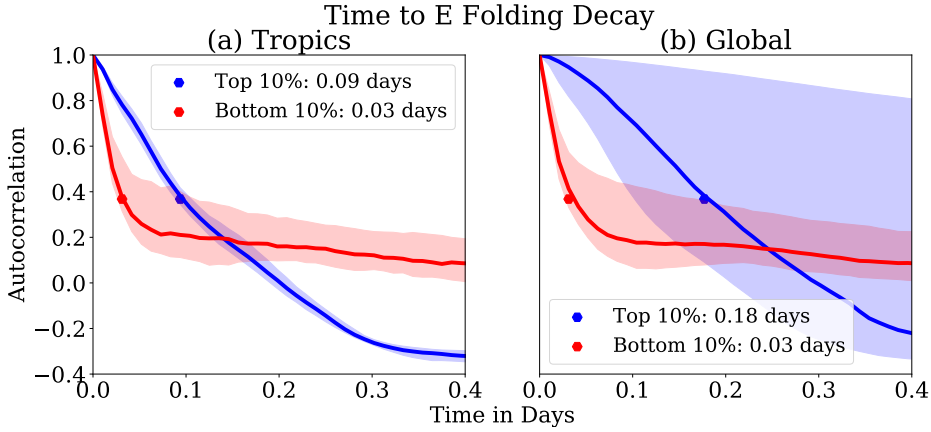 Time to E Folding Decay
(a) Tropics
(b) Global
Autocorrelation
1.0
0.8
0.6
0.4
0.2
0.0
−0.2
−0.4
Top 10%: 0.09 days
Bottom 10%: 0.03 days
Top 10%: 0.18 days
Bottom 10%: 0.03 days
0.0 0.1 0.2 0.3 0.4
0.0 0.1 0.2 0.3 0.4
Time in Days